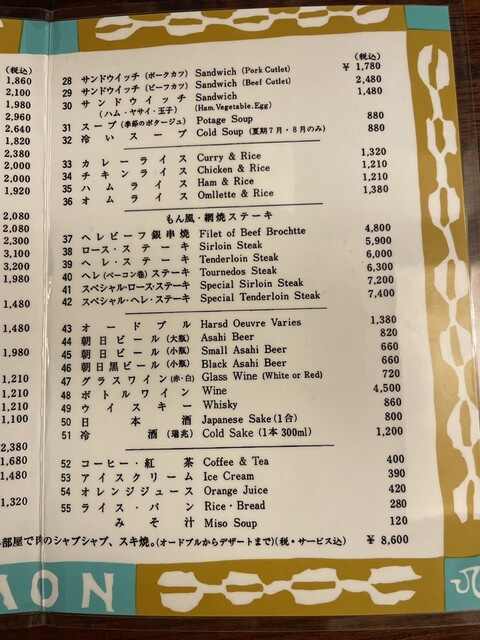 (税込)
1,860
2,100
1,980
2,960
2,640
1,820
2,380
2,000
2,000
1,920
2,080
2,080
2,300
3,100
3,200
1,980
1,480
1,480
1,980
1,210
1,210
1,210
1,100
2,380
1,680
1,480
1,320
(税込)
28 サンドウイッチ (ポークカツ) Sandwich (Pork Cutlet) ¥ 1,780
29 サンドウイッチ (ビーフカツ) Sandwich (Beef Cutlet) 2,480
30 サンドウィッチ Sandwich 1,480
(ハム・ヤサイ・玉子) (Ham.Vegetable.Egg)
31 スープ (季節のポタージュ) Potage Soup 880
32 冷いスープ Cold Soup (夏期7月・8月のみ) 880
33 カレーライス Curry & Rice 1,320
34 チキンライス Chicken & Rice 1,210
35 ハムライス Ham & Rice 1,210
36 オムライス Omllette & Rice 1,380
もん風・網焼ステーキ
37 ヘレビーフ銀串焼 Filet of Beef Brochtte 4,800
38 ロース・ステーキ Sirloin Steak 5,900
39 ヘレ・ステーキ Tenderloin Steak 6,000
40 ヘレ(ベーコン巻)ステーキ Tournedos Steak 6,300
41 スペシャル・ロース・ステーキ Special Sirloin Steak 7,200
42 スペシャル・ヘレ・ステーキ Special Tenderloin Steak 7,400
43 オードブル Harsd Oeuvre Varies 1,380
44 朝日ビール (大瓶) Asahi Beer 820
45 朝日ビール (小瓶) Small Asahi Beer 660
46 朝日黒ビール (小瓶) Black Asahi Beer 660
47 グラスワイン (赤・白) Glass Wine (White or Red) 720
48 ボトルワイン Wine 4,500
49 ウイスキー Whisky 860
50 日本酒 Japanese Sake (1合) 800
51 冷酒 (瑞兆) Cold Sake (1本300ml) 1,200
52 コーヒー・紅茶 Coffee & Tea 400
53 アイスクリーム Ice Cream 390
54 オレンジジュース Orange Juice 420
55 ライス・パン Rice・Bread 280
みそ汁 Miso Soup 120
部屋で肉のシャブシャブ、スキ焼。(オードブルからデザートまで)(税・サービス込) ¥ 8,600
MON